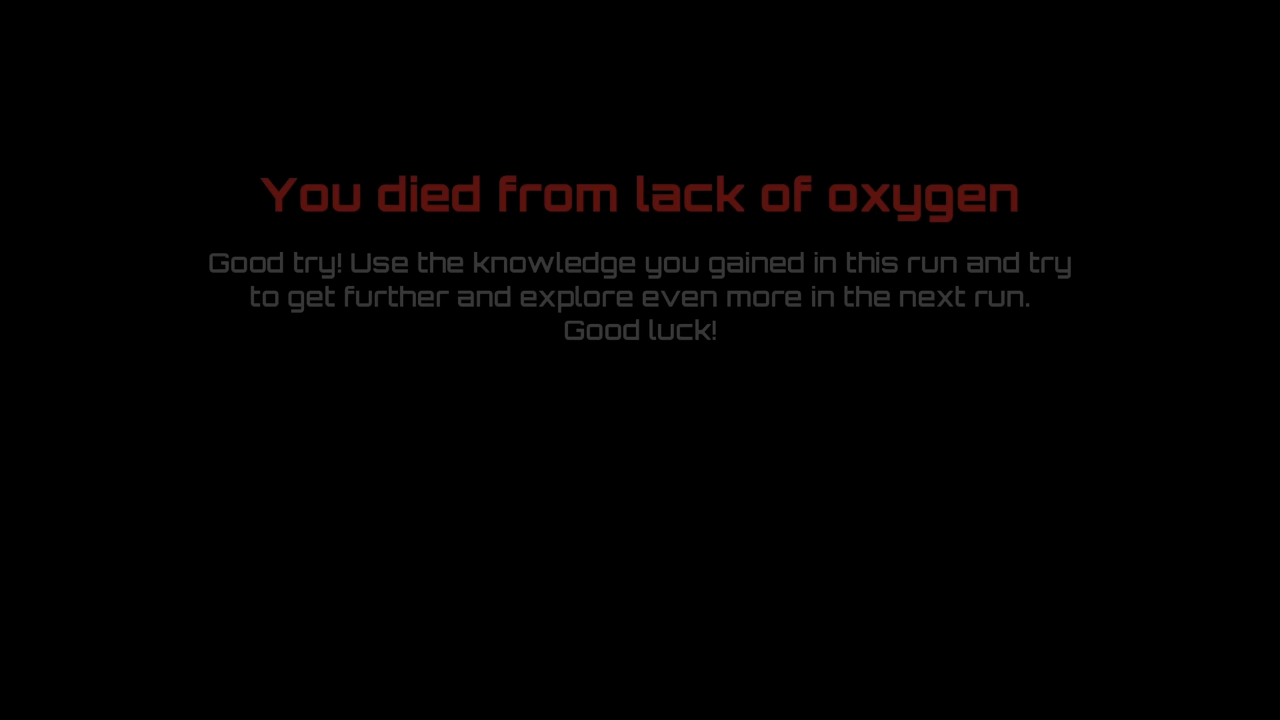 You died from lack of oxygen
Good try! Use the knowledge you gained in this run and try
to get further and explore even more in the next run.
Good luck!